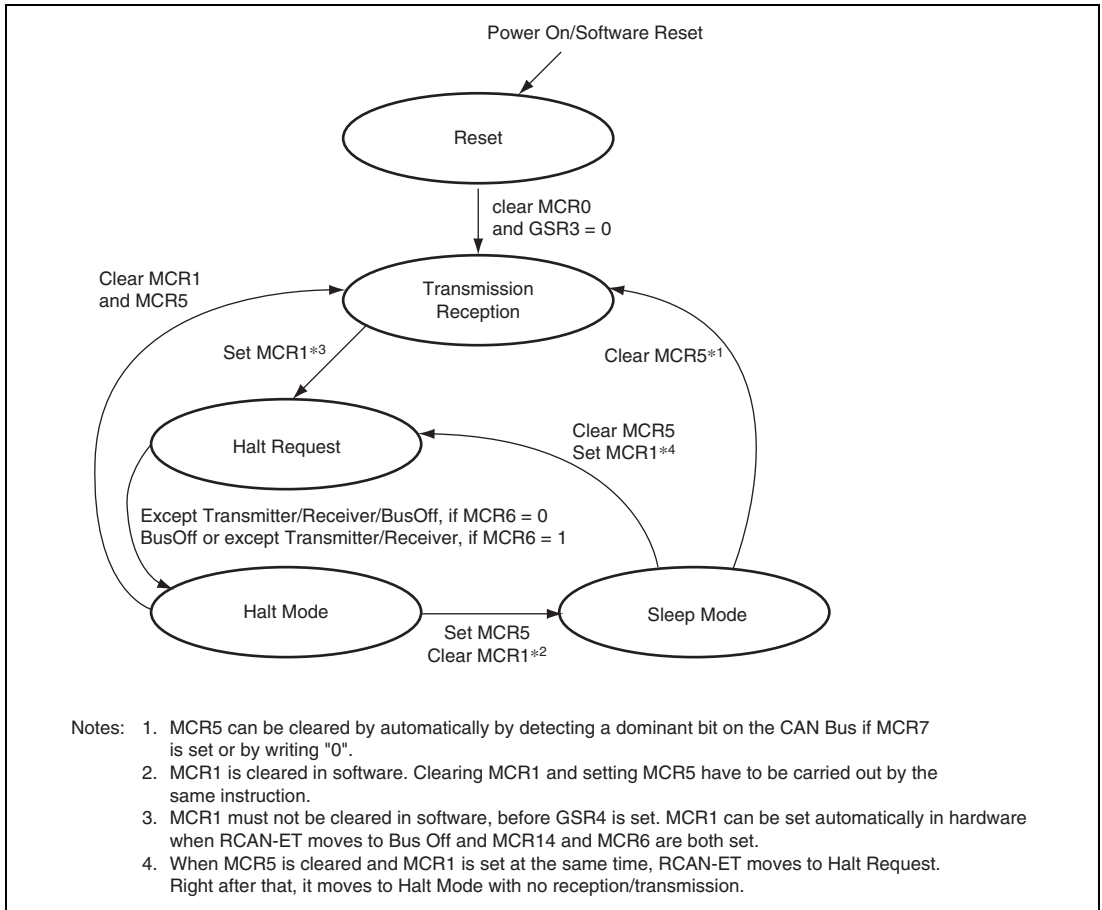 Power On/Software Reset
Reset
clear MCR0
and GSR3 = 0
Clear MCR1
and MCR5
Transmission
Reception
Set MCR1*3
Clear MCR5*1
Halt Request
Clear MCR5
Set MCR1*4
Except Transmitter/Receiver/BusOff, if MCR6 = 0
BusOff or except Transmitter/Receiver, if MCR6 = 1
Halt Mode
Sleep Mode
Set MCR5
Clear MCR1*2
Notes: 1. MCR5 can be cleared by automatically by detecting a dominant bit on the CAN Bus if MCR7
is set or by writing "0".
2. MCR1 is cleared in software. Clearing MCR1 and setting MCR5 have to be carried out by the
same instruction.
3. MCR1 must not be cleared in software, before GSR4 is set. MCR1 can be set automatically in hardware
when RCAN-ET moves to Bus Off and MCR14 and MCR6 are both set.
4. When MCR5 is cleared and MCR1 is set at the same time, RCAN-ET moves to Halt Request.
Right after that, it moves to Halt Mode with no reception/transmission.